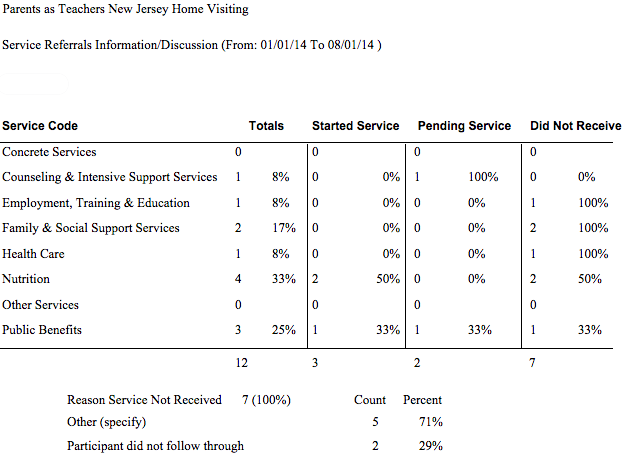 Parents as Teachers New Jersey Home Visiting
Service Referrals Information/Discussion (From: 01/01/14 To 08/01/14 )
Service Code Totals Started Service Pending Service Did Not Receive
Concrete Services 0 0 0 0
Counseling & Intensive Support Services 1 8% 0 0% 1 100% 0 0%
Employment, Training & Education 1 8% 0 0% 0 0% 1 100%
Family & Social Support Services 2 17% 0 0% 0 0% 2 100%
Health Care 1 8% 0 0% 0 0% 1 100%
Nutrition 4 33% 2 50% 0 0% 2 50%
Other Services 0 0 0 0
Public Benefits 3 25% 1 33% 1 33% 1 33%
12 3 2 7
Reason Service Not Received 7 (100%) Count Percent
Other (specify) 5 71%
Participant did not follow through 2 29%